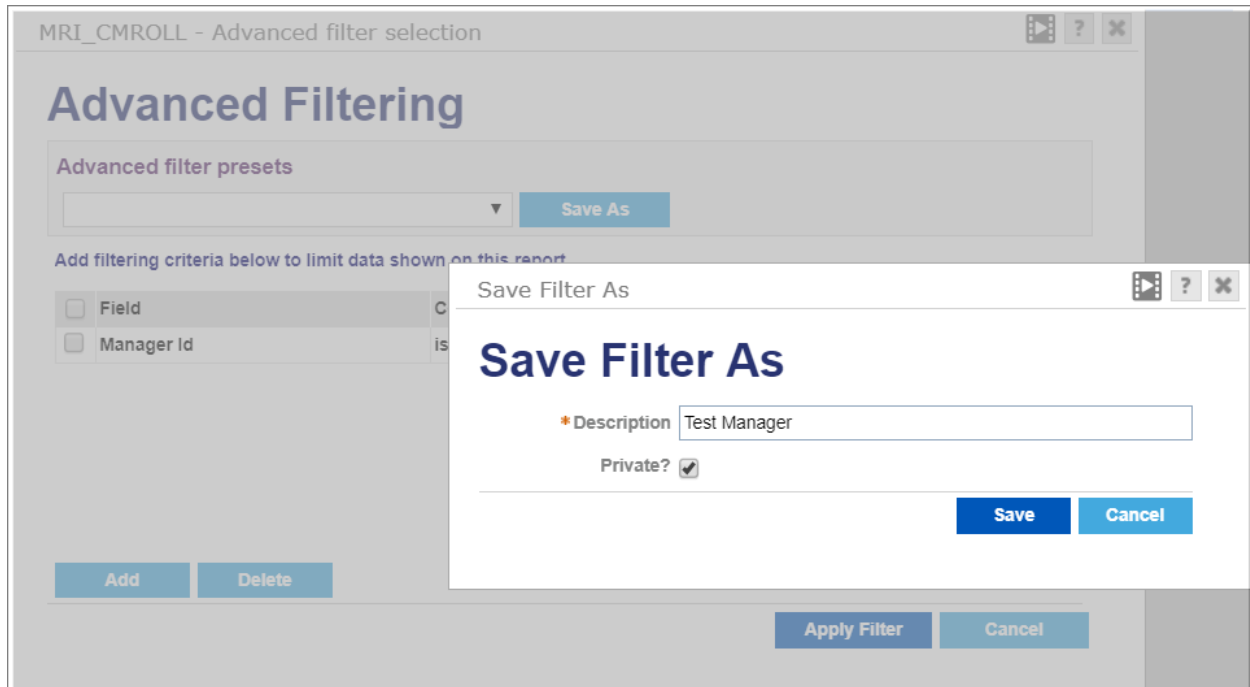 MRI_CMROLL - Advanced filter selection
?
Advanced Filtering
Advanced filter presets
Save As
Add filtering criteria below to limit data shown on this report
Field C
Manager Id is
Save Filter As
?
Save Filter As
*Description Test Manager
Private?
Save Cancel
Add Delete
Apply Filter Cancel